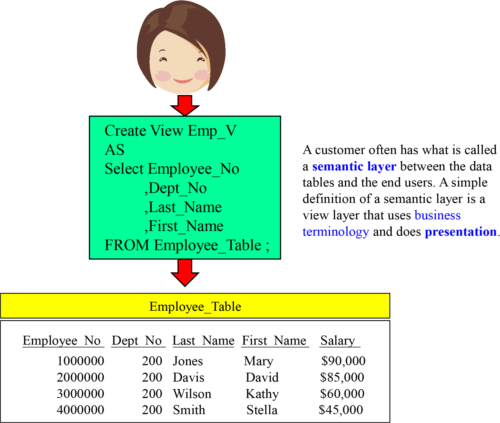 Create View Emp_V
AS
Select Employee_No
,Dept_No
,Last_Name
,First_Name
FROM Employee_Table ;
A customer often has what is called
a semantic layer between the data
tables and the end users. A simple
definition of a semantic layer is a
view layer that uses business
terminology and does presentation.
Employee_Table
Employee_No Dept_No Last_Name First_Name Salary
1000000 200 Jones Mary $90,000
2000000 200 Davis David $85,000
3000000 200 Wilson Kathy $60,000
4000000 200 Smith Stella $45,000